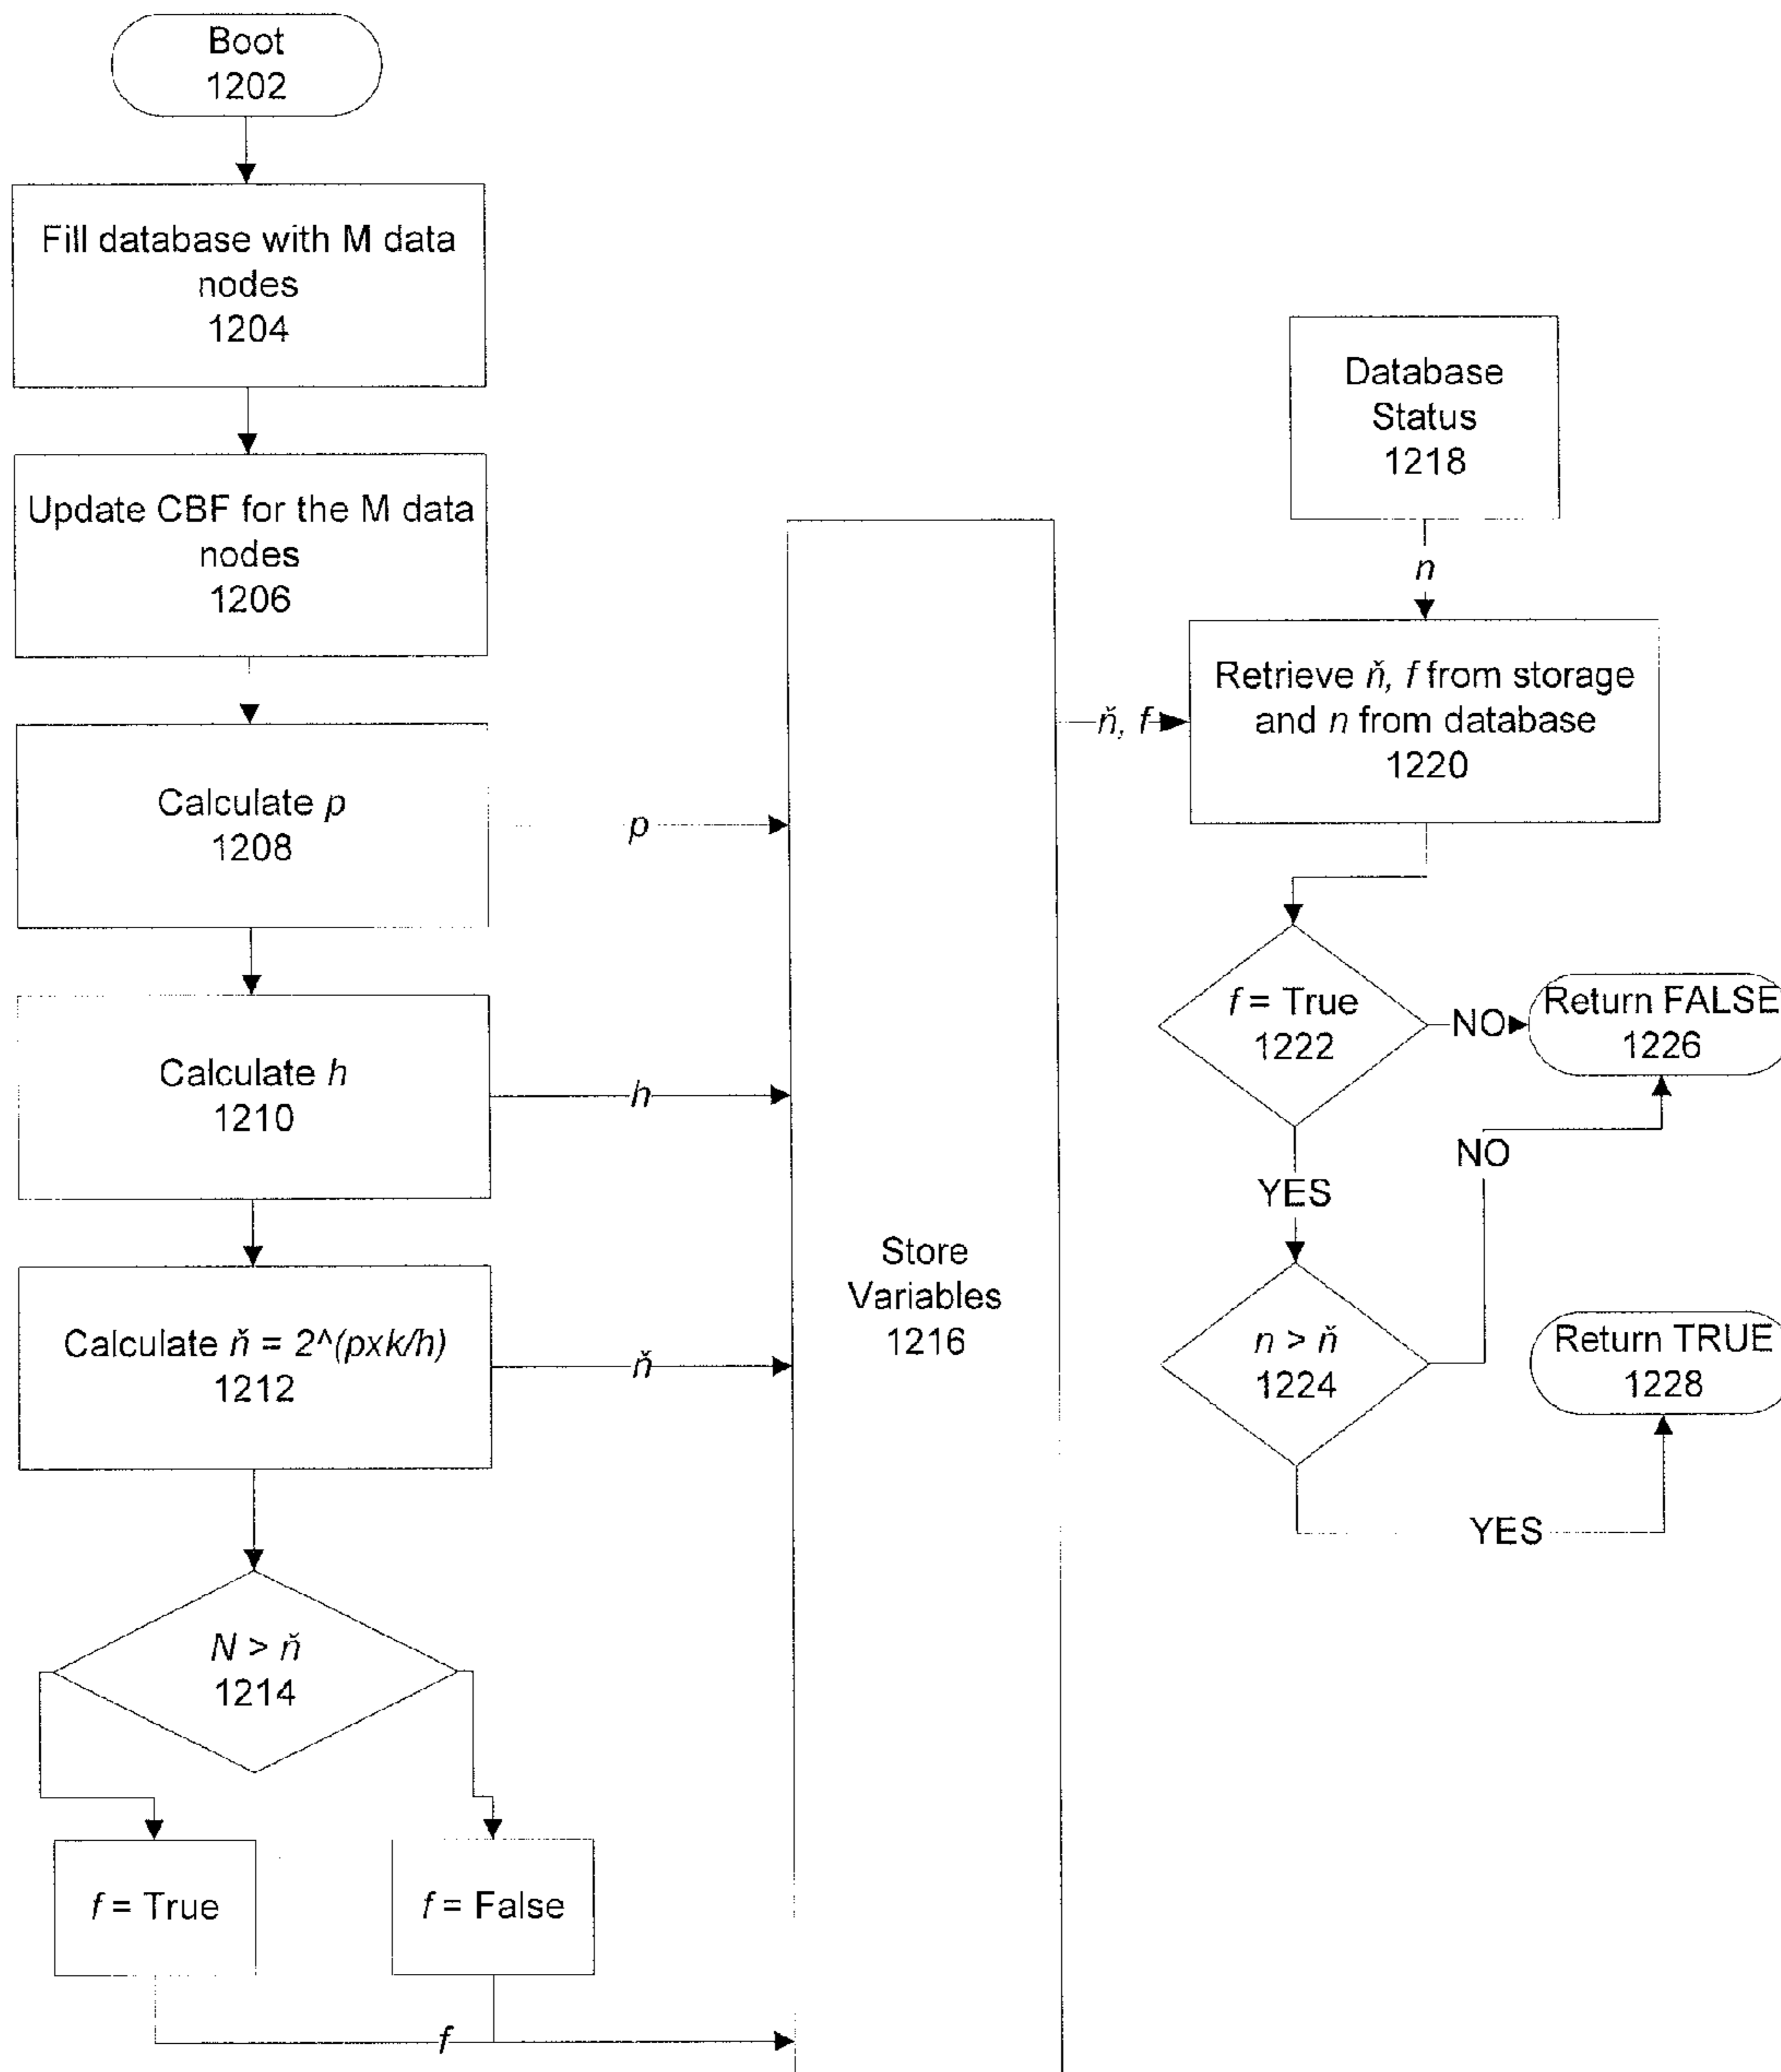 Boot
1202
Fill database with M data
nodes
1204
Update CBF for the M data
nodes
1206
Calculate p
1208
p
Calculate h
1210
h
Calculate ň = 2^(pxk/h)
1212
ň
N > ň
1214
f = True
f = False
f
Store
Variables
1216
Database
Status
1218
n
ň, f
Retrieve ň, f from storage
and n from database
1220
f = True
1222
NO
Return FALSE
1226
YES
NO
n > ň
1224
Return TRUE
1228
YES